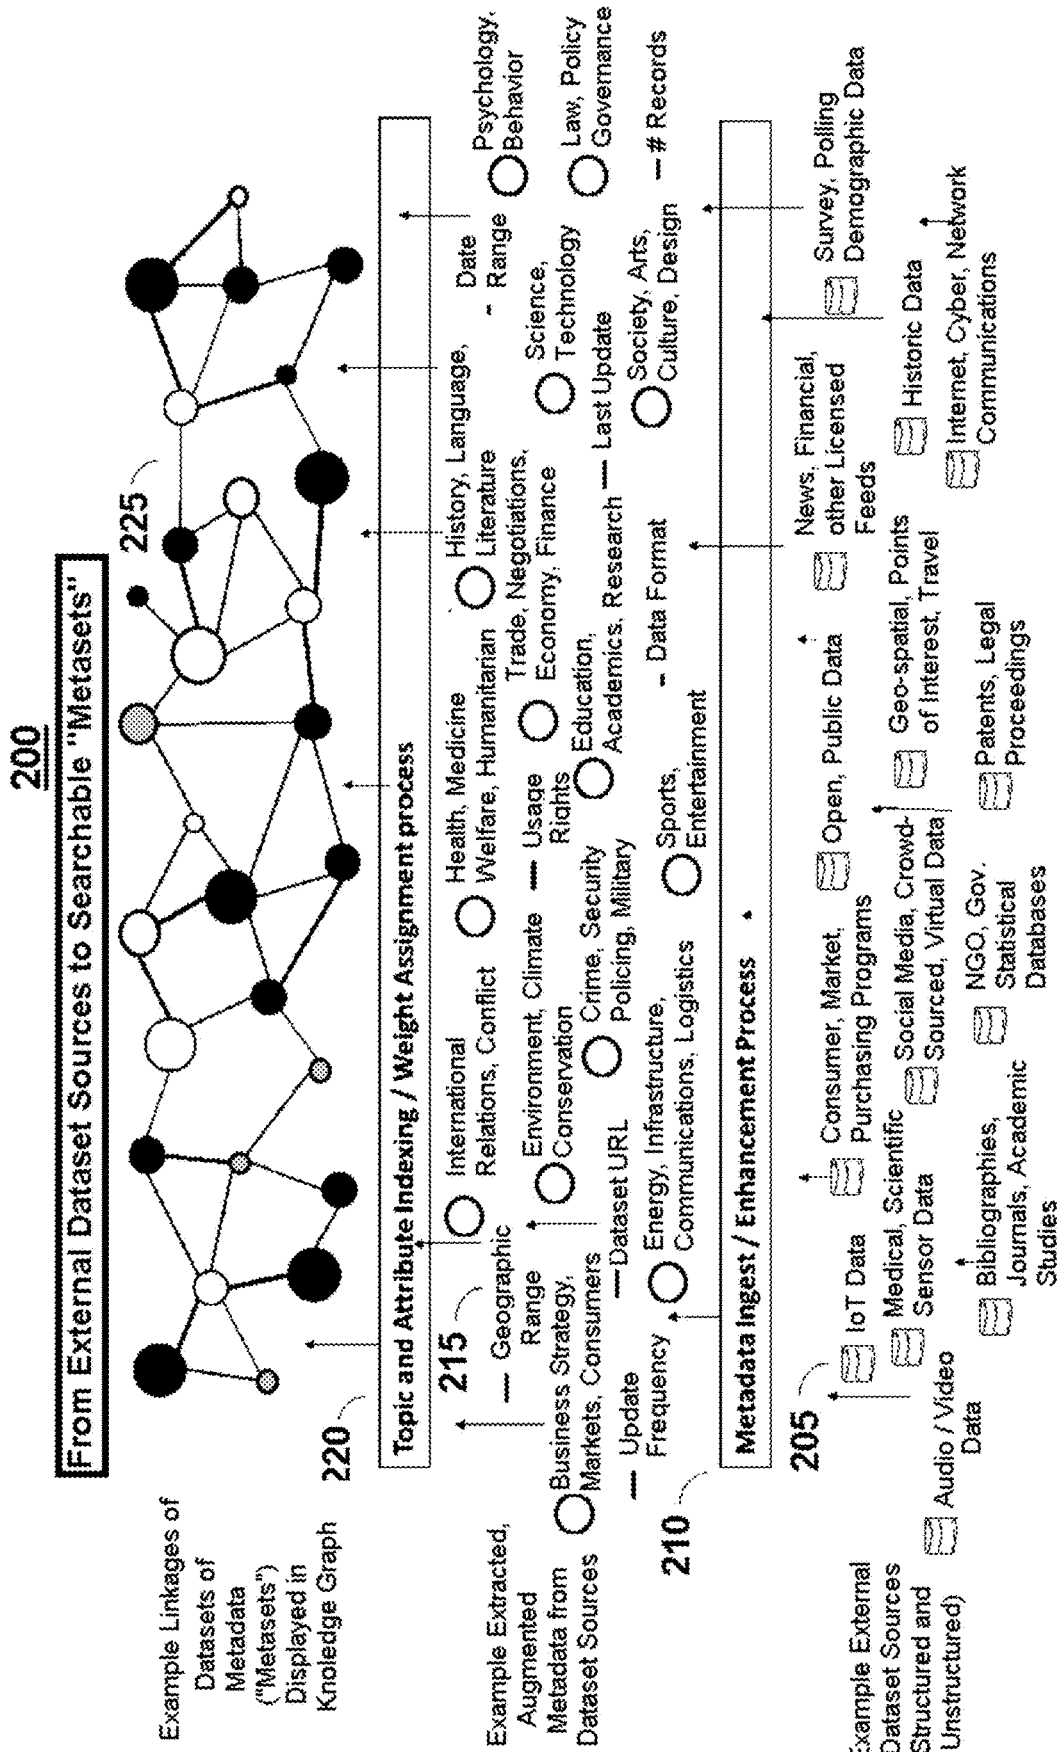 200
From External Dataset Sources to Searchable "Metasets"
Example Linkages of
Datasets of
Metadata
("Metasets")
Displayed in
Knoledge Graph
225
220
Topic and Attribute Indexing / Weight Assignment process
215
Example Extracted,
Augmented
Metadata from
Dataset Sources
Geographic
Range
International
Relations, Conflict
Health, Medicine
Welfare, Humanitarian
History, Language,
Literature
Date
Range
Psychology,
Behavior
Business Strategy,
Markets, Consumers
Environment, Climate
Conservation
Usage
Rights
Trade, Negotiations,
Economy, Finance
Science,
Technology
Law, Policy
Governance
Dataset URL
Crime, Security
Policing, Military
Education,
Academics, Research
Last Update
Update
Frequency
Energy, Infrastructure,
Communications, Logistics
Sports,
Entertainment
Data Format
Society, Arts,
Culture, Design
# Records
210
Metadata Ingest / Enhancement Process
205
Example External
Dataset Sources
Structured and
Unstructured)
IoT Data
Consumer, Market,
Purchasing Programs
Open, Public Data
News, Financial,
other Licensed
Feeds
Survey, Polling
Demographic Data
Medical, Scientific
Sensor Data
Social Media, Crowd-
Sourced, Virtual Data
Geo-spatial, Points
of Interest, Travel
Historic Data
Audio / Video
Data
Bibliographies,
Journals, Academic
Studies
NGO, Gov.
Statistical
Databases
Patents, Legal
Proceedings
Internet, Cyber, Network
Communications